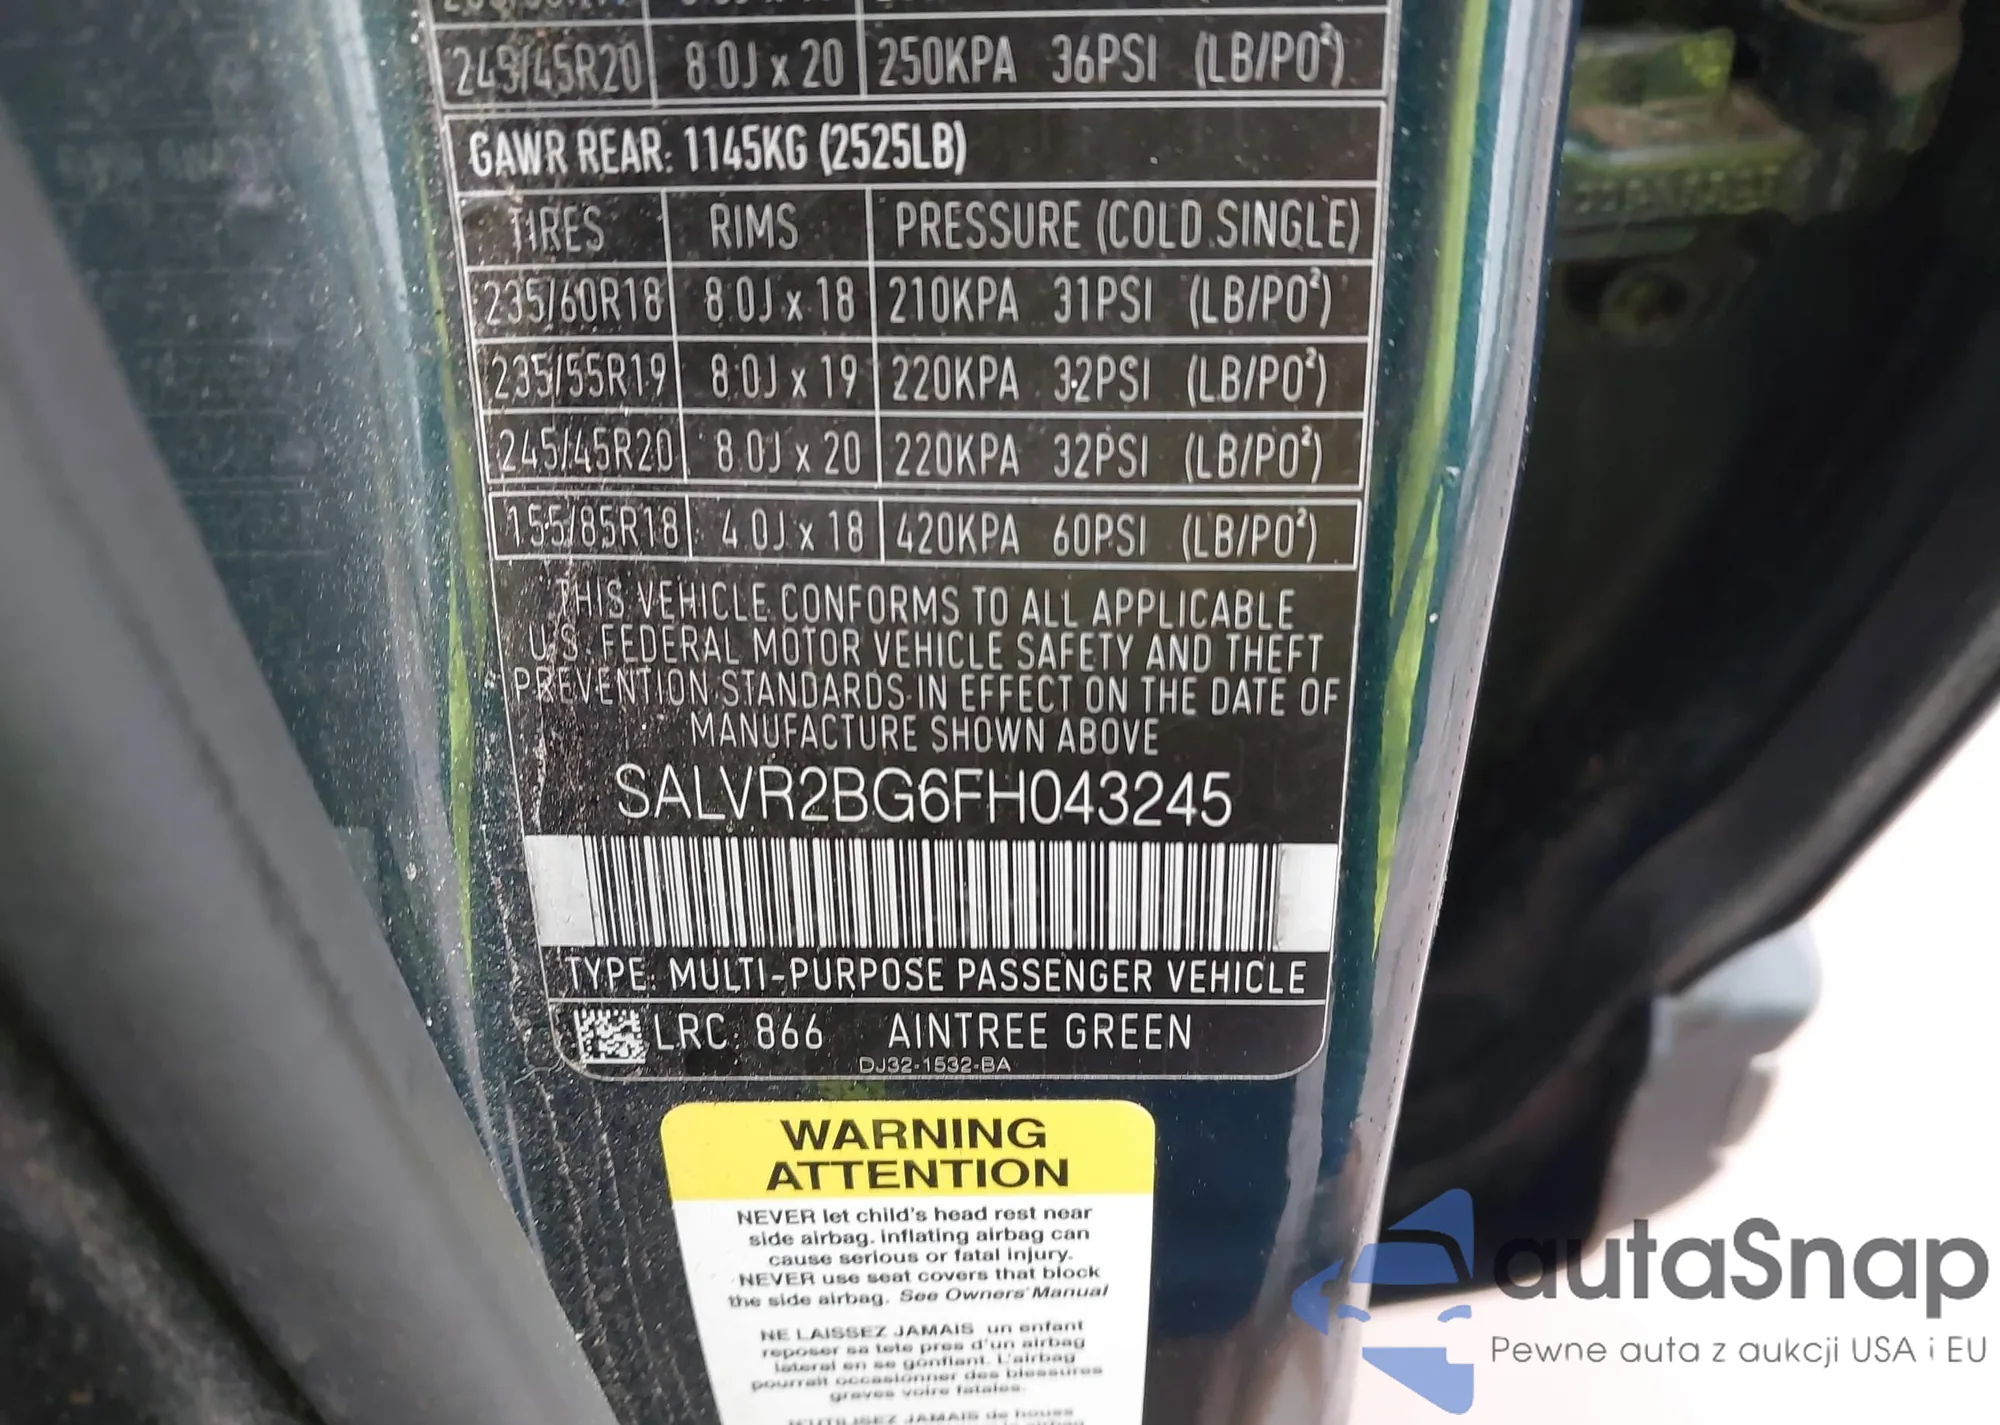 245/45R20 8.0J x 20 250KPA 36PSI (LB/PO²)
GAWR REAR: 1145KG (2525LB)
TIRES RIMS PRESSURE (COLD SINGLE)
235/60R18 8.0J x 18 210KPA 31PSI (LB/PO²)
235/55R19 8.0J x 19 220KPA 32PSI (LB/PO²)
245/45R20 8.0J x 20 220KPA 32PSI (LB/PO²)
155/85R18 4.0J x 18 420KPA 60PSI (LB/PO²)
THIS VEHICLE CONFORMS TO ALL APPLICABLE
U.S. FEDERAL MOTOR VEHICLE SAFETY AND THEFT
PREVENTION STANDARDS IN EFFECT ON THE DATE OF
MANUFACTURE SHOWN ABOVE
SALVR2BG6FH043245
TYPE: MULTI-PURPOSE PASSENGER VEHICLE
LRC: 866 AINTREE GREEN
DJ32-1532-BA
WARNING
ATTENTION
NEVER let child's head rest near
side airbag. inflating airbag can
cause serious or fatal injury.
NEVER use seat covers that block
the side airbag. See Owners' Manual
NE LAISSEZ JAMAIS un enfant
reposer sa tete pres d'un airbag
lateral en se gonflant. L'airbag
pourrait occasionner des blessures
graves voire fatales.
N'UTILISEZ JAMAIS de houss
autaSnap
Pewne auta z aukcji USA i EU